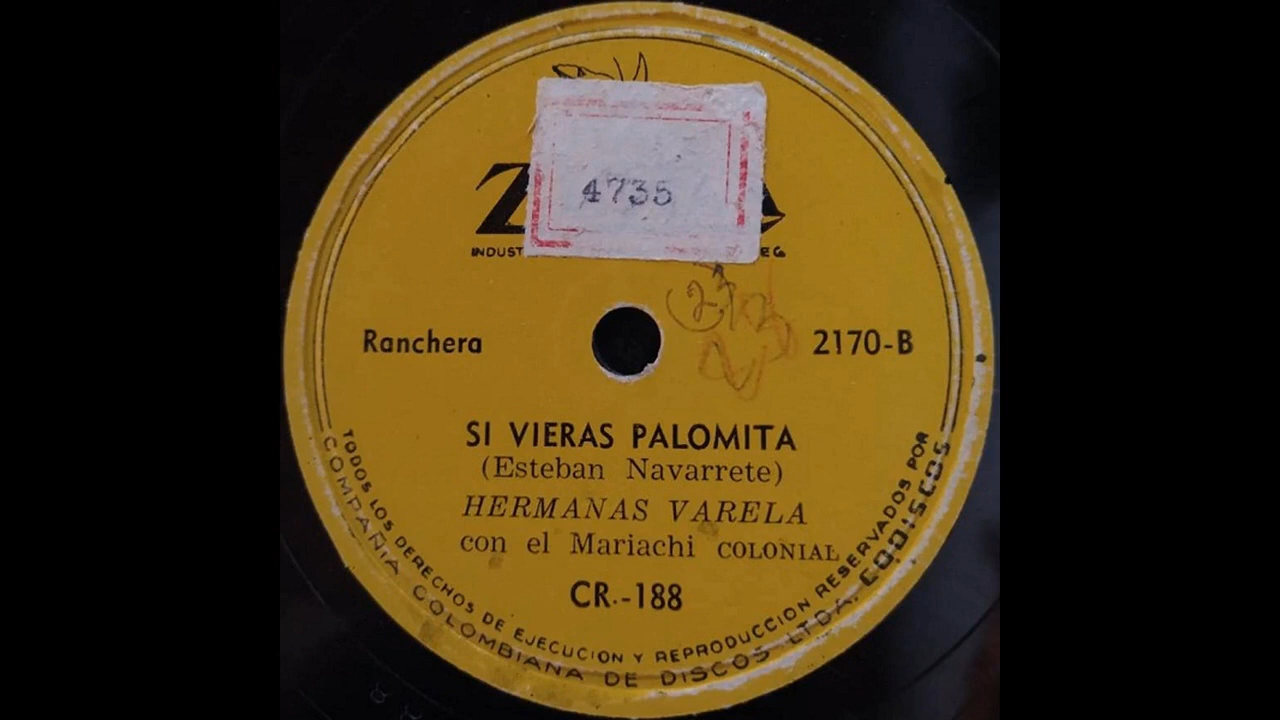 4735
Ranchera
2170-B
SI VIERAS PALOMITA
(Esteban Navarrete)
HERMANAS VARELA
con el Mariachi COLONIAL
CR.-188
TODOS LOS DERECHOS DE EJECUCION Y REPRODUCCION RESERVADOS POR
COMPAÑIA COLOMBIANA DE DISCOS LTDA. CODISCOS